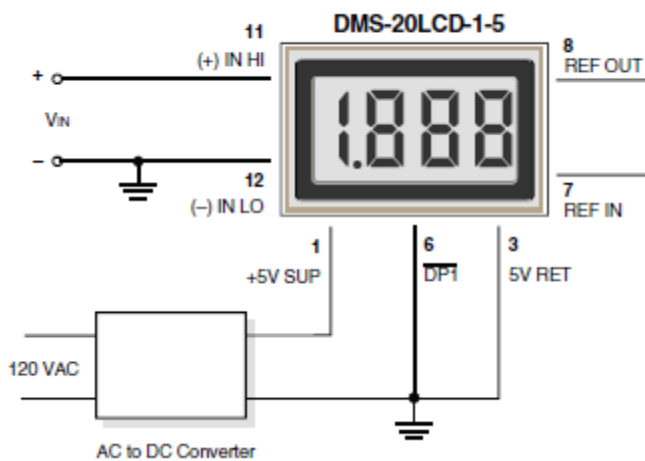 DMS-20LCD-1-5
11
(+) IN HI
8
REF OUT
+
VIN
–
1.888
12
(–) IN LO
7
REF IN
1
+5V SUP
6
DP1
3
5V RET
120 VAC
AC to DC Converter